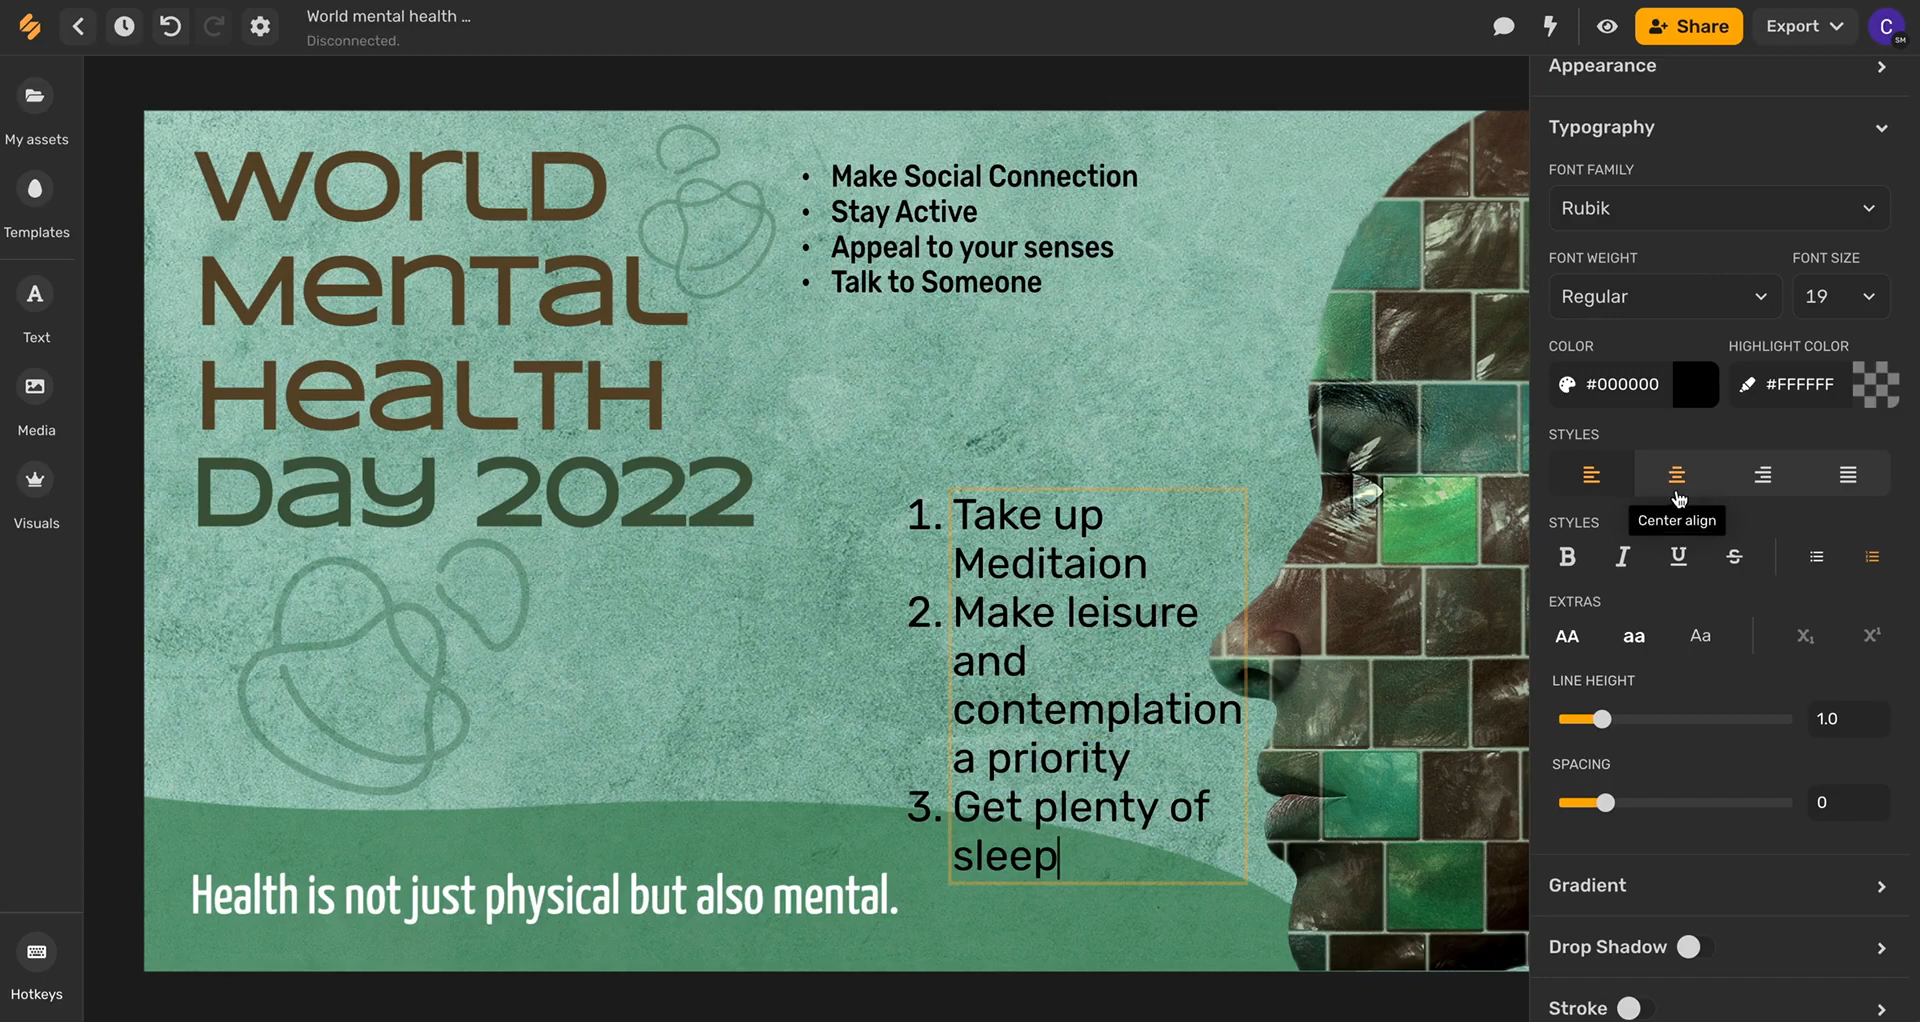 World mental health ...
Disconnected.
Share
Export
C
SM
My assets
Templates
A
Text
Media
Visuals
Hotkeys
WORLD
MENTAL
HEALTH
DAY 2022
• Make Social Connection
• Stay Active
• Appeal to your senses
• Talk to Someone
1. Take up
Meditaion
2. Make leisure
and
contemplation
a priority
3. Get plenty of
sleep
Health is not just physical but also mental.
Appearance
Typography
FONT FAMILY
Rubik
FONT WEIGHT FONT SIZE
Regular 19
COLOR HIGHLIGHT COLOR
#000000 #FFFFFF
STYLES
Center align
STYLES
B I U S
EXTRAS
AA aa Aa X₁ X¹
LINE HEIGHT
1.0
SPACING
0
Gradient
Drop Shadow
Stroke